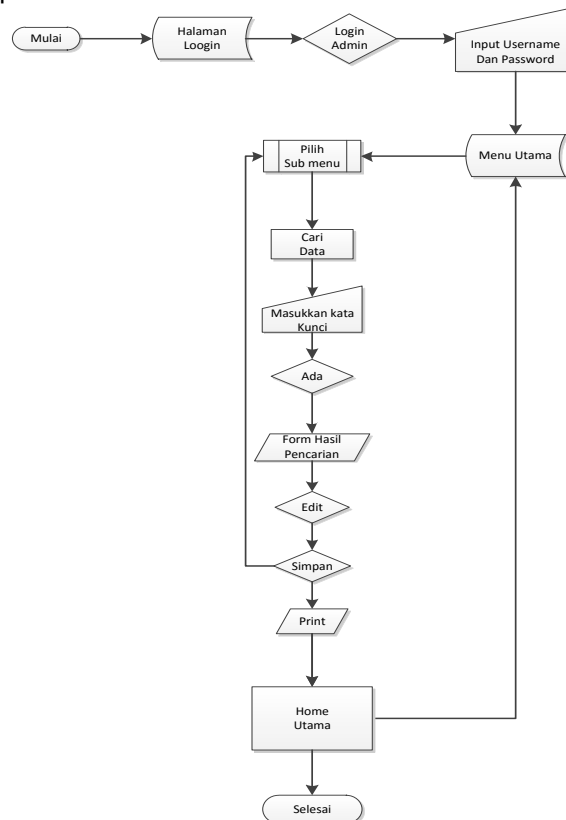 Mulai
Halaman
Loogin
Login
Admin
Input Username
Dan Password
Pilih
Sub menu
Menu Utama
Cari
Data
Masukkan kata
Kunci
Ada
Form Hasil
Pencarian
Edit
Simpan
Print
Home
Utama
Selesai